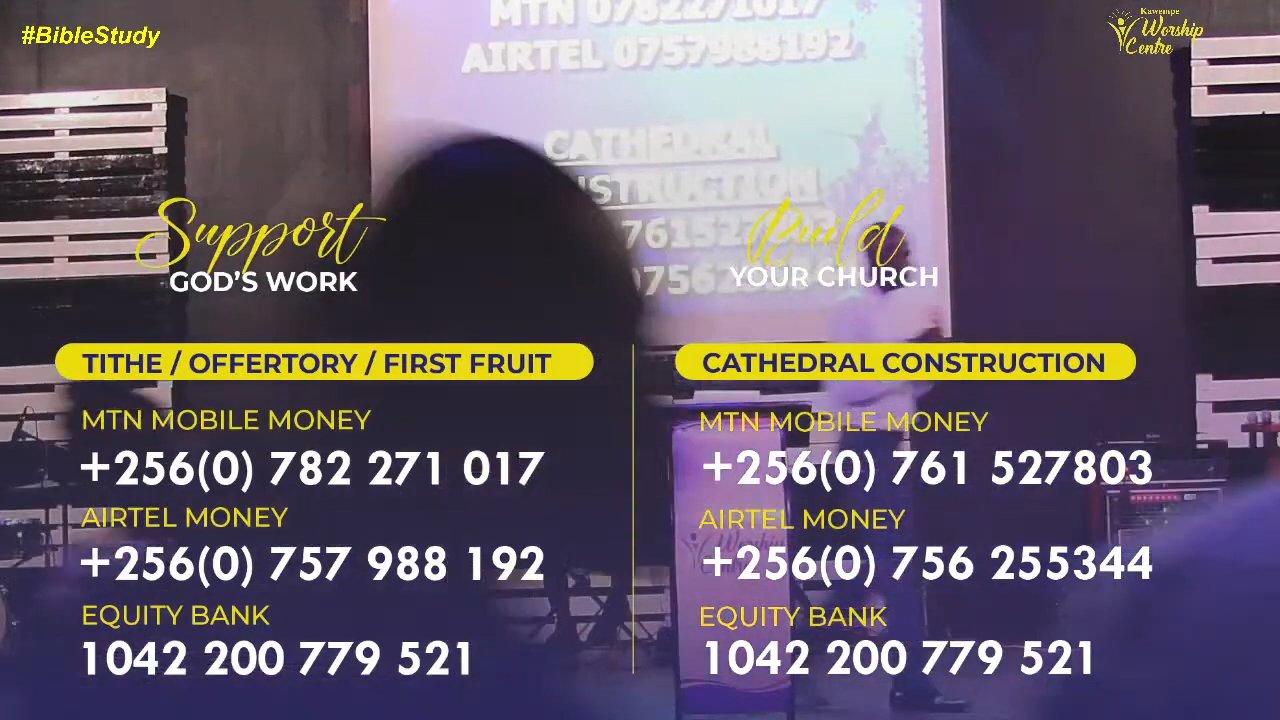 #BibleStudy
Kawempe
Worship
Centre
MTN 0782271017
AIRTEL 0757988192
CATHEDRAL
Support
GOD'S WORK
Build
YOUR CHURCH
TITHE / OFFERTORY / FIRST FRUIT
MTN MOBILE MONEY
+256(0) 782 271 017
AIRTEL MONEY
+256(0) 757 988 192
EQUITY BANK
1042 200 779 521
CATHEDRAL CONSTRUCTION
MTN MOBILE MONEY
+256(0) 761 527803
AIRTEL MONEY
+256(0) 756 255344
EQUITY BANK
1042 200 779 521
Worship